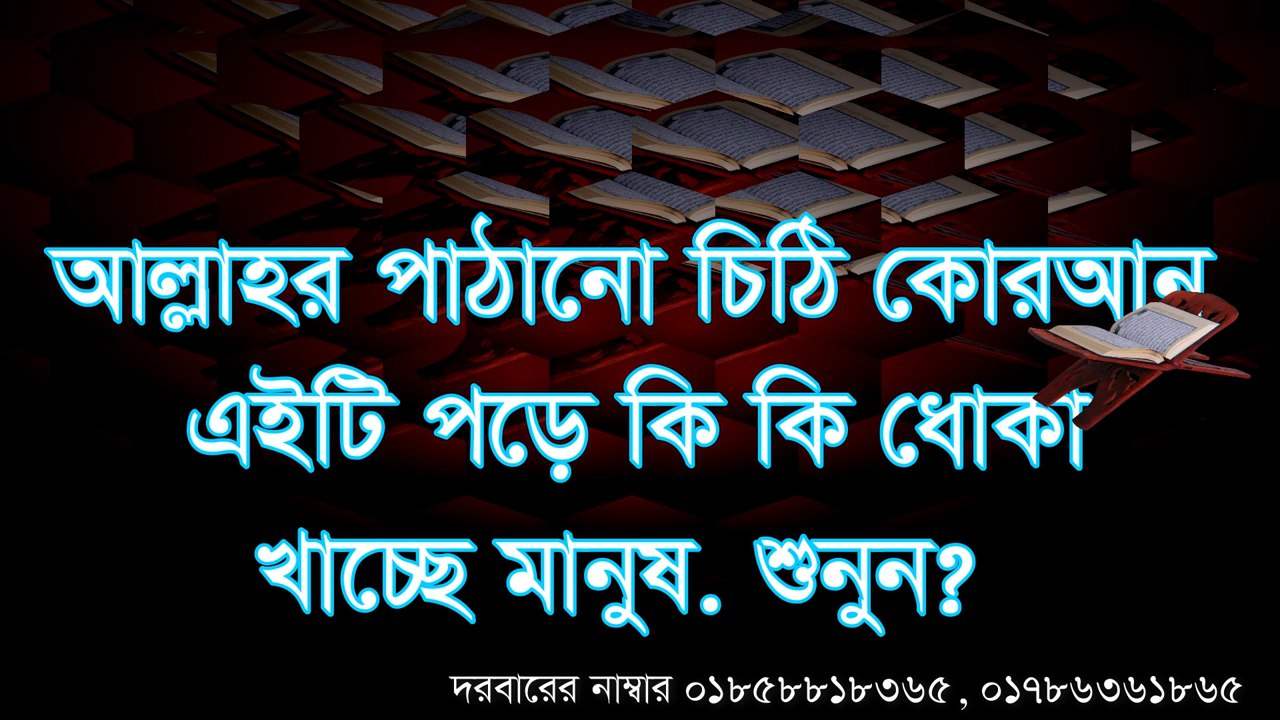 আল্লাহর পাঠানো চিঠি কোরআন
এইটি পড়ে কি কি ধোকা
খাচ্ছে মানুষ. শুনুন?
দরবারের নাম্বার ০১৮৫৮৮১৮৩৬৫, ০১৭৮৬৩৬১৮৬৫